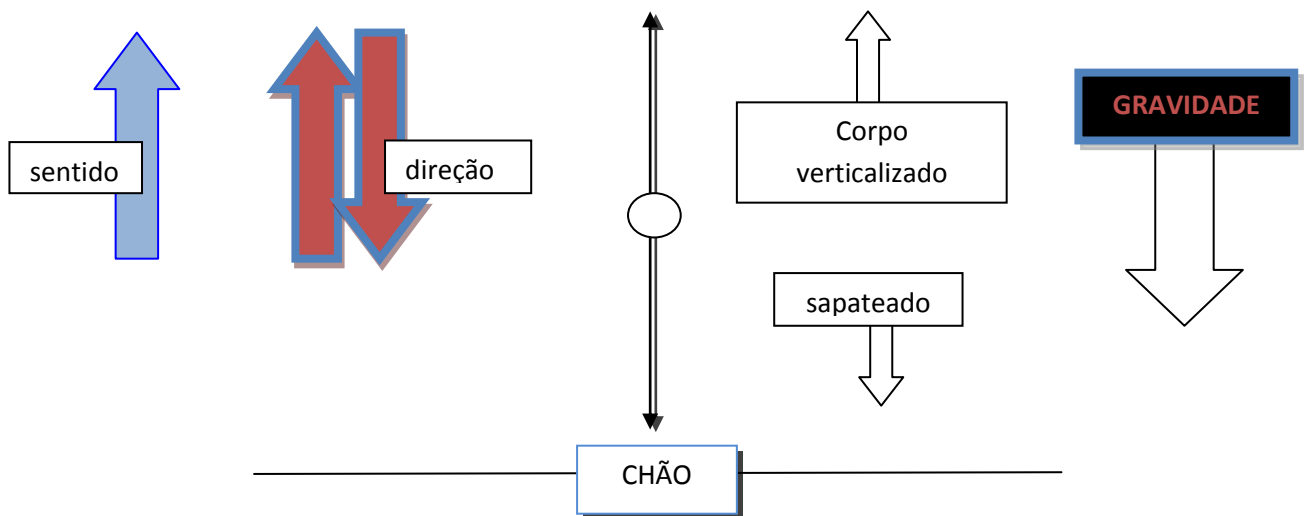 sentido
direção
Corpo
verticalizado
GRAVIDADE
sapateado
CHÃO